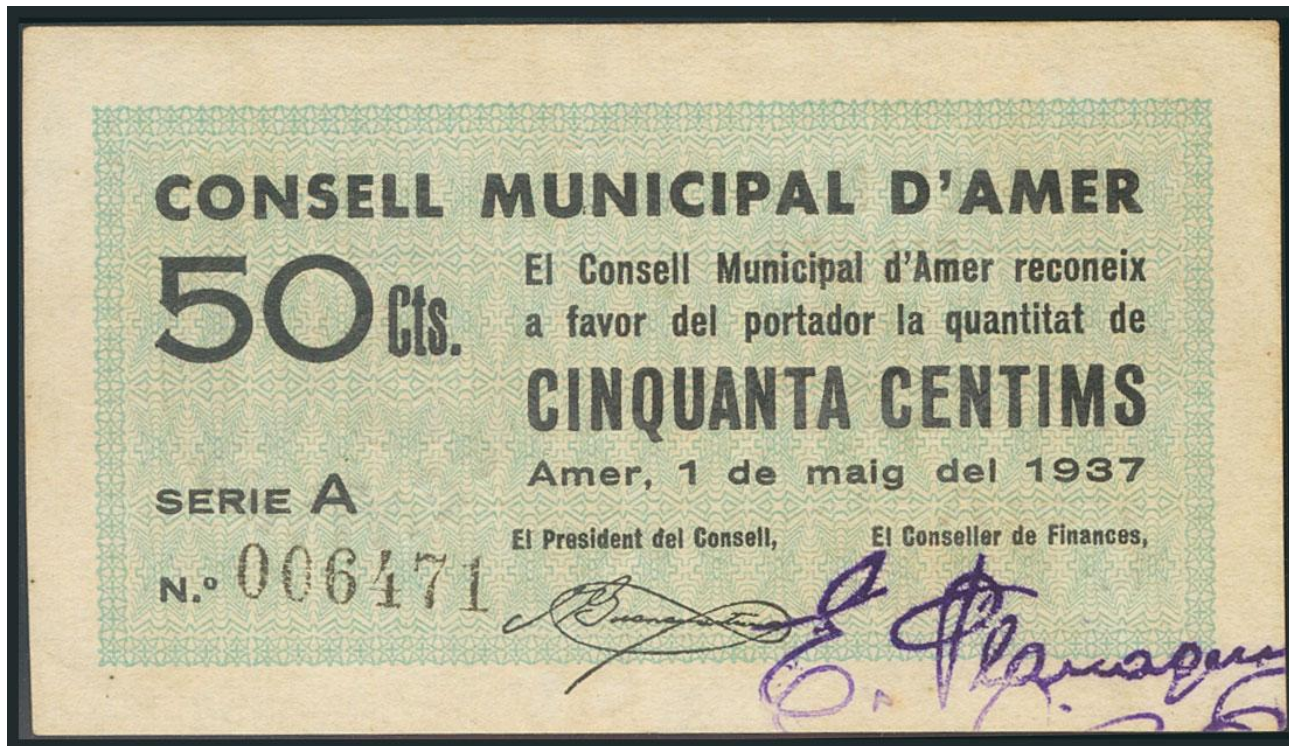 CONSELL MUNICIPAL D'AMER
50 Cts.
El Consell Municipal d'Amer reconeix
a favor del portador la quantitat de
CINQUANTA CENTIMS
Amer, 1 de maig del 1937
SERIE A
El President del Consell, El Conseller de Finances,
N.º 006471